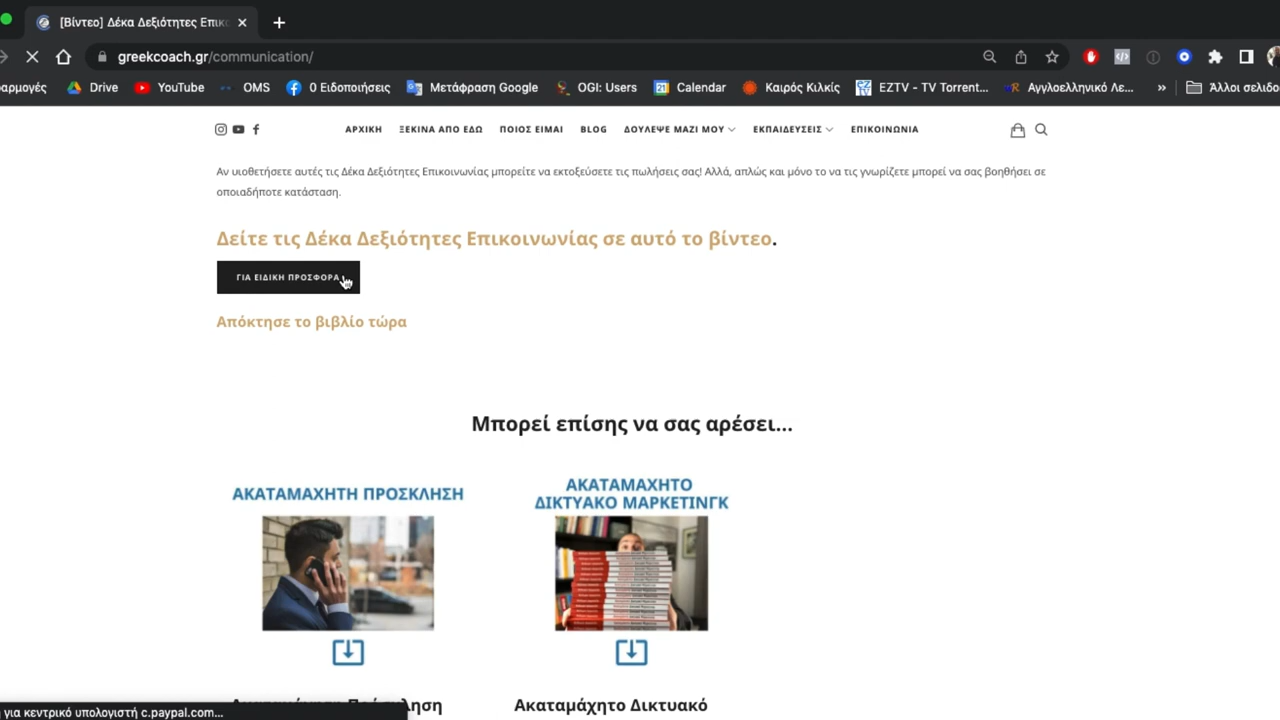 [Βίντεο] Δέκα Δεξιότητες Επικ
greekcoach.gr/communication/
Drive
YouTube
OMS
0 Ειδοποιήσεις
Μετάφραση Google
OGI: Users
Calendar
Καιρός Κιλκίς
EZTV - TV Torrent...
Αγγλοελληνικό Λε...
»
Άλλοι σελιδο
ΑΡΧΙΚΗ
ΞΕΚΙΝΑ ΑΠΟ ΕΔΩ
ΠΟΙΟΣ ΕΙΜΑΙ
BLOG
ΔΟΥΛΕΨΕ ΜΑΖΙ ΜΟΥ
ΕΚΠΑΙΔΕΥΣΕΙΣ
ΕΠΙΚΟΙΝΩΝΙΑ
Αν υιοθετήσετε αυτές τις Δέκα Δεξιότητες Επικοινωνίας μπορείτε να εκτοξεύσετε τις πωλήσεις σας! Αλλά, απλώς και μόνο το να τις γνωρίζετε μπορεί να σας βοηθήσει σε
οποιαδήποτε κατάσταση.
Δείτε τις Δέκα Δεξιότητες Επικοινωνίας σε αυτό το βίντεο.
ΓΙΑ ΕΙΔΙΚΗ ΠΡΟΣΦΟΡΑ
Απόκτησε το βιβλίο τώρα
Μπορεί επίσης να σας αρέσει...
ΑΚΑΤΑΜΑΧΗΤΗ ΠΡΟΣΚΛΗΣΗ
ΑΚΑΤΑΜΑΧΗΤΟ
ΔΙΚΤΥΑΚΟ ΜΑΡΚΕΤΙΝΓΚ
Ακαταμάχητο Δικτυακό
για κεντρικό υπολογιστή c.paypal.com...